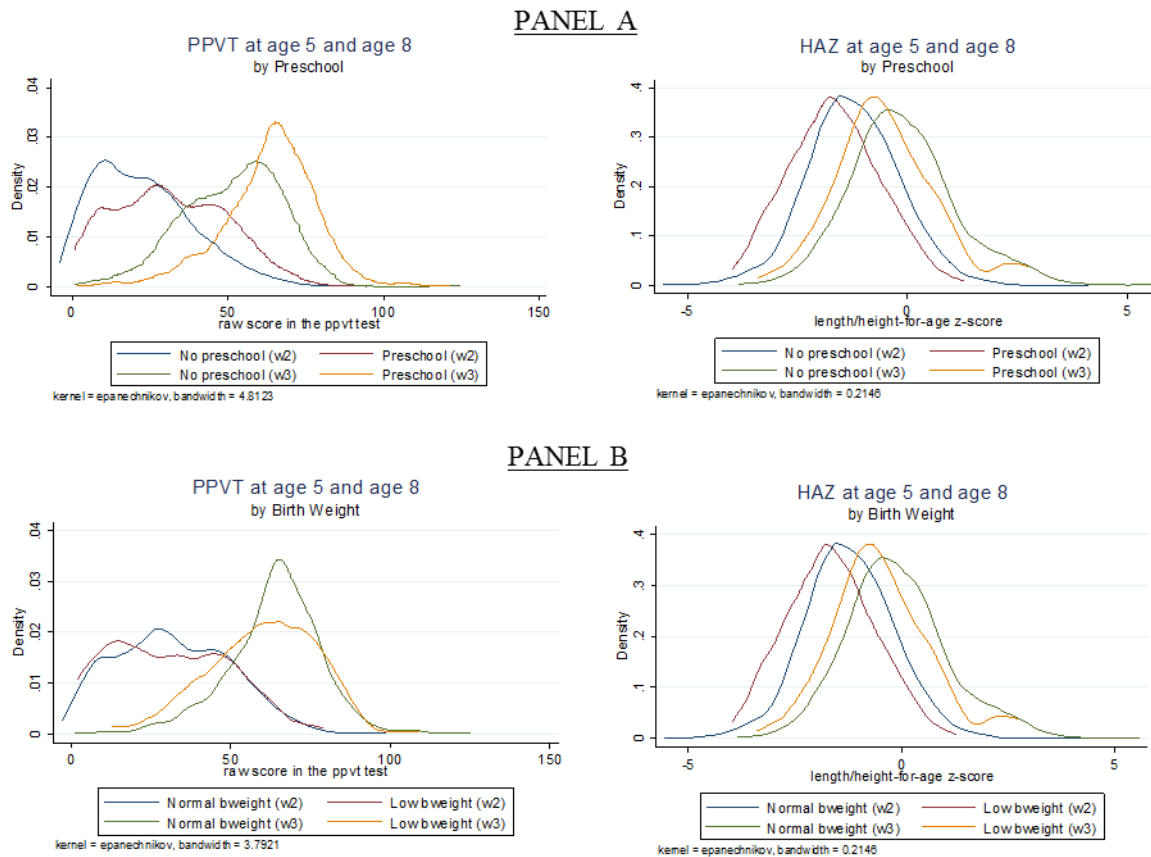 PANEL A
PPVT at age 5 and age 8
by Preschool
Density
0 .01 .02 .03 .04
0 50 100 150
raw score in the ppvt test
No preschool (w2) Preschool (w2)
No preschool (w3) Preschool (w3)
kernel = epanechnikov, bandwidth = 4.8123
HAZ at age 5 and age 8
by Preschool
Density
0 .1 .2 .3 .4
-5 0 5
length/height-for-age z-score
No preschool (w2) Preschool (w2)
No preschool (w3) Preschool (w3)
kernel = epanechnikov, bandwidth = 0.2146
PANEL B
PPVT at age 5 and age 8
by Birth Weight
Density
0 .01 .02 .03 .04
0 50 100 150
raw score in the ppvt test
Normal bweight (w2) Low bweight (w2)
Normal bweight (w3) Low bweight (w3)
kernel = epanechnikov, bandwidth = 3.7921
HAZ at age 5 and age 8
by Birth Weight
Density
0 .1 .2 .3 .4
-5 0 5
length/height-for-age z-score
Normal bweight (w2) Low bweight (w2)
Normal bweight (w3) Low bweight (w3)
kernel = epanechnikov, bandwidth = 0.2146